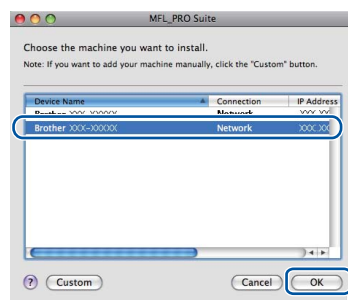 MFL_PRO Suite
Choose the machine you want to install.
Note: If you want to add your machine manually, click the "Custom" button.
Device Name Connection IP Address
Brother XXX-XXXXX Network XXX.XX
Brother XXX-XXXXX Network XXX.XX
? Custom Cancel OK